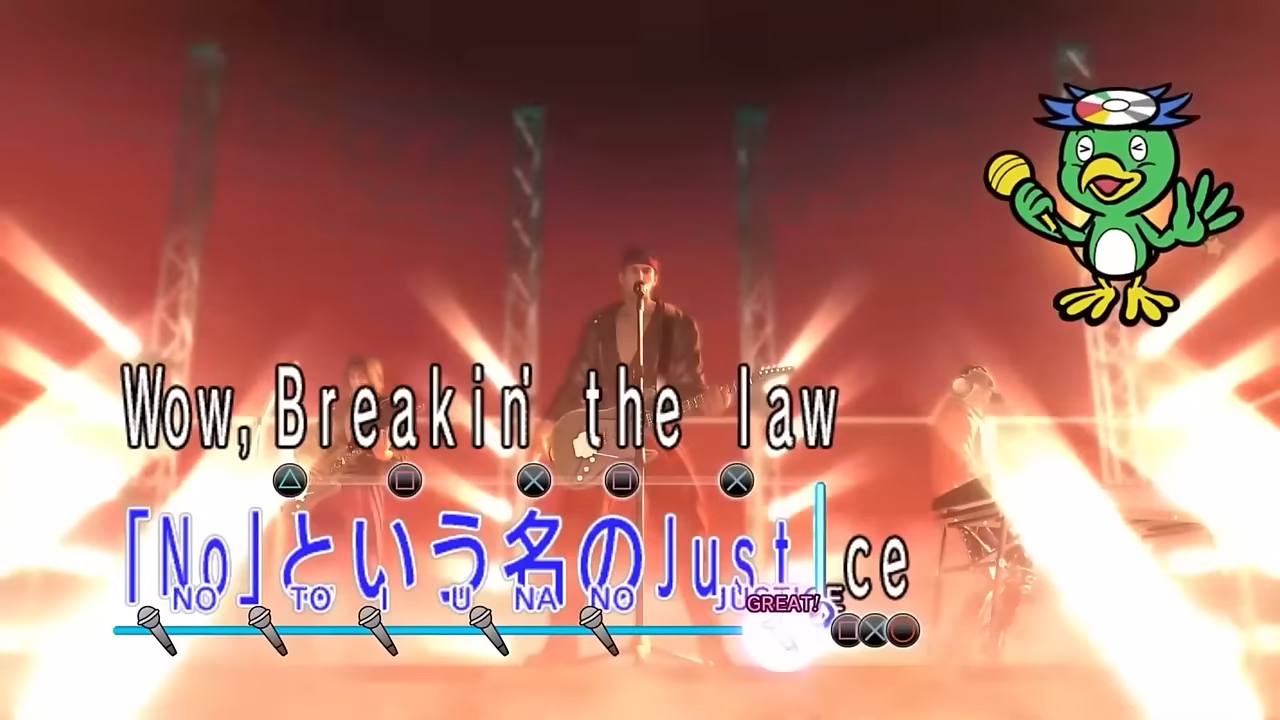 Wow, Breakin' the law
「No」という名のJustice
NO TO I U NA NO JUSTICE
GREAT!